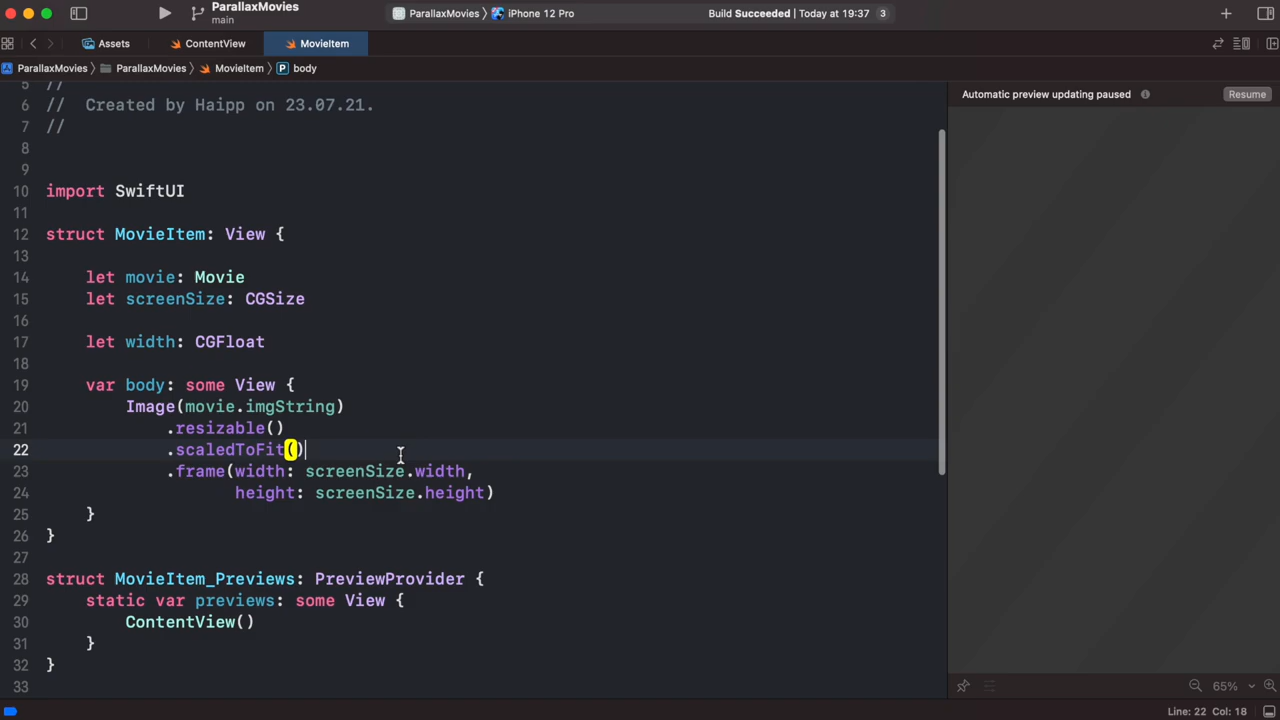 ParallaxMovies
main
ParallaxMovies
iPhone 12 Pro
Build Succeeded | Today at 19:37
3
Assets
ContentView
MovieItem
ParallaxMovies
ParallaxMovies
MovieItem
P body
Automatic preview updating paused
Resume
5 //
6 // Created by Haipp on 23.07.21.
7 //
8
9
10 import SwiftUI
11
12 struct MovieItem: View {
13
14 let movie: Movie
15 let screenSize: CGSize
16
17 let width: CGFloat
18
19 var body: some View {
20 Image(movie.imgString)
21 .resizable()
22 .scaledToFit()
23 .frame(width: screenSize.width,
24 height: screenSize.height)
25 }
26 }
27
28 struct MovieItem_Previews: PreviewProvider {
29 static var previews: some View {
30 ContentView()
31 }
32 }
33
65%
Line: 22 Col: 18